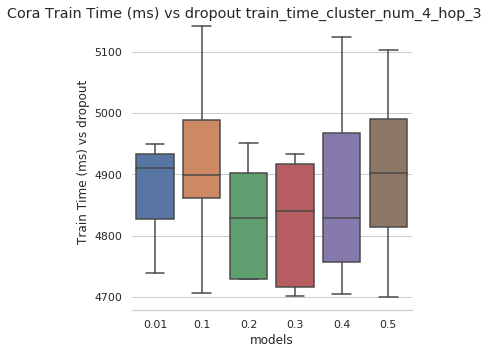 Cora Train Time (ms) vs dropout train_time_cluster_num_4_hop_3
5100
5000
4900
4800
4700
Train Time (ms) vs dropout
0.01 0.1 0.2 0.3 0.4 0.5
models